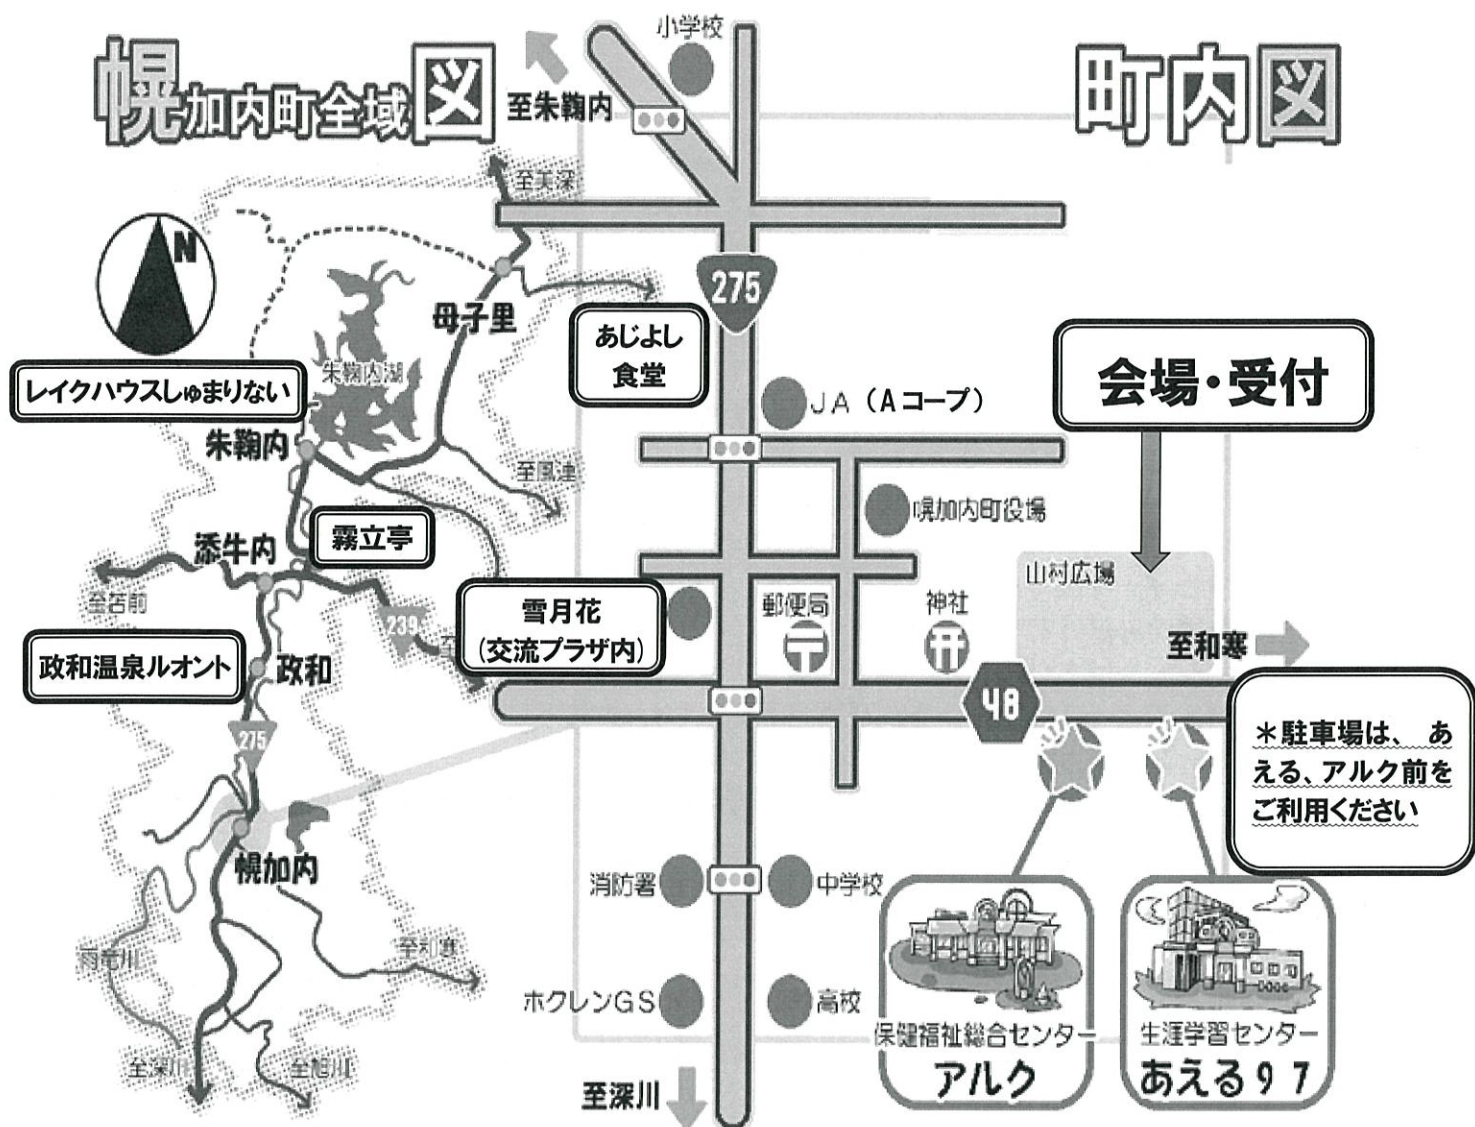 幌加内町全域図
町内図
小学校
至朱鞠内
至美深
N
275
母子里
あじよし
食堂
会場・受付
朱鞠内湖
レイクハウスしゅまりない
JA(Aコープ)
朱鞠内
至風連
幌加内町役場
霧立亭
添牛内
山村広場
至苫前
雪月花
(交流プラザ内)
郵便局
神社
239
至和寒
政和温泉ルオント
政和
48
275
*駐車場は、 あ
える、アルク前を
ご利用ください
幌加内
消防署
中学校
雨竜川
至和寒
ホクレンGS
高校
保健福祉総合センター
アルク
生涯学習センター
あえる97
至深川
至旭川
至深川